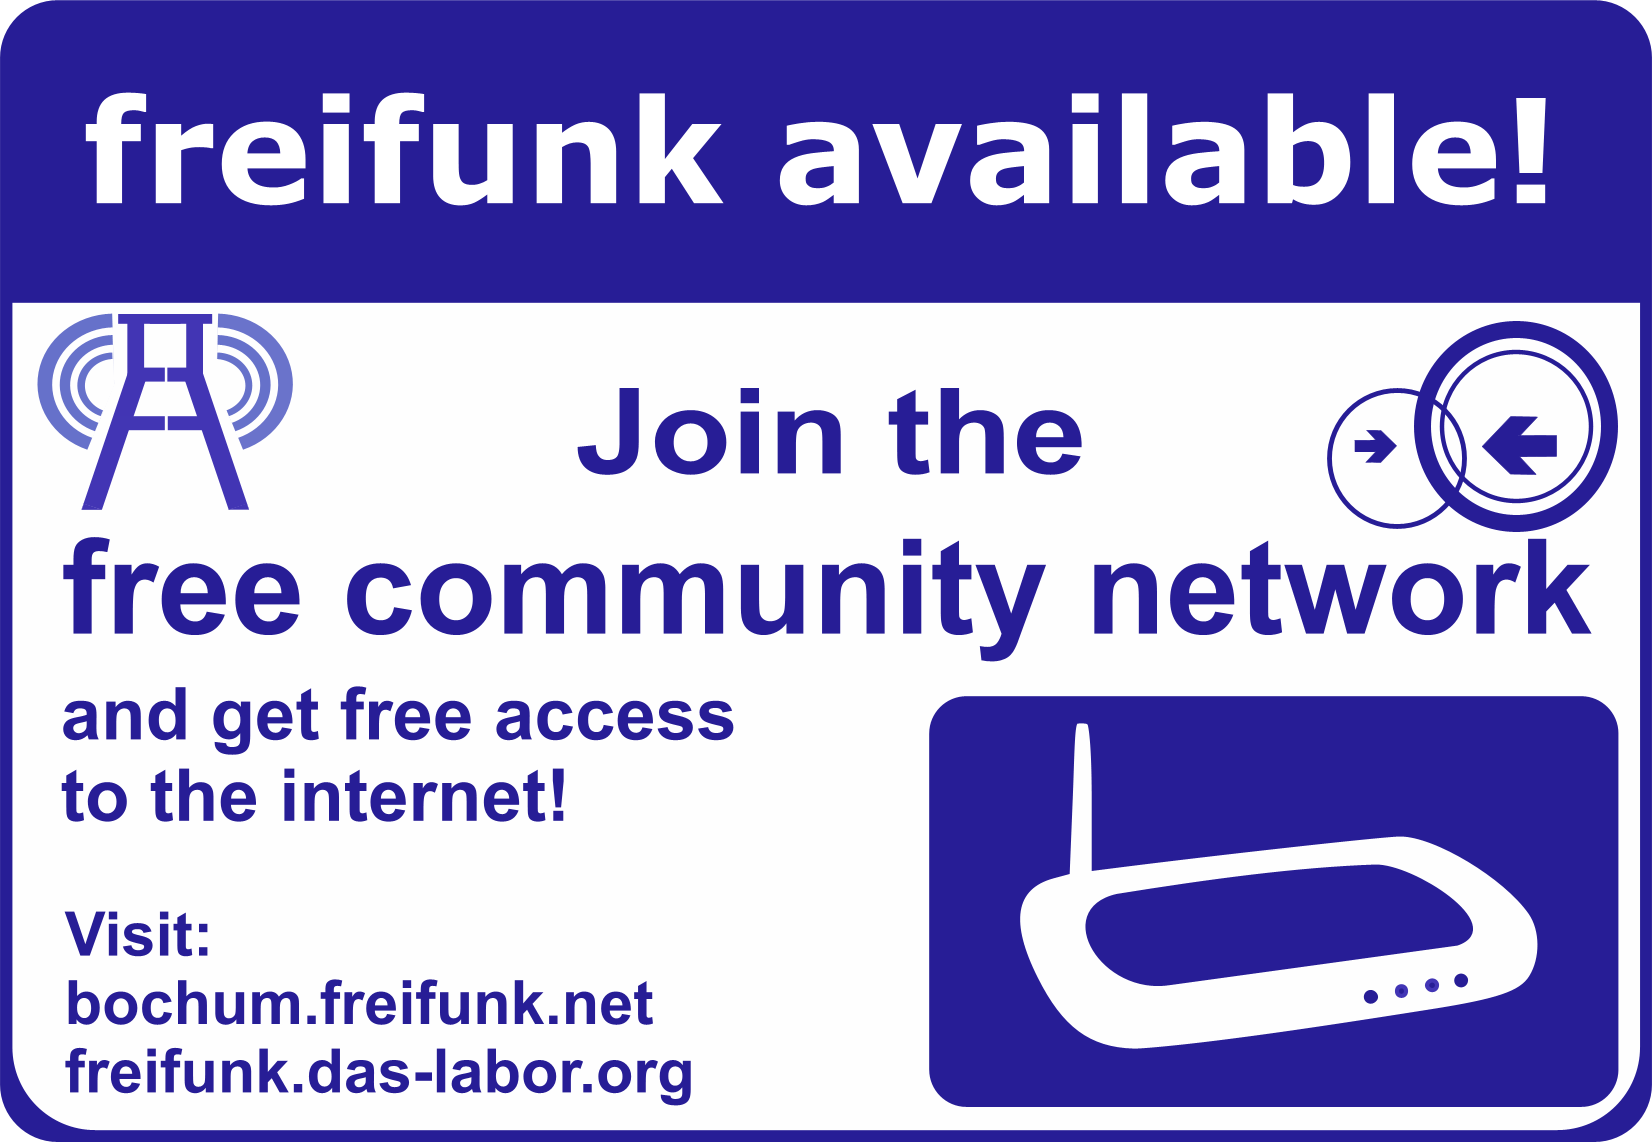 freifunk available!
Join the
free community network
and get free access
to the internet!
Visit:
bochum.freifunk.net
freifunk.das-labor.org